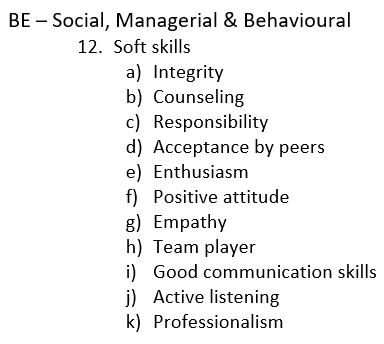 BE – Social, Managerial & Behavioural
12. Soft skills
a) Integrity
b) Counseling
c) Responsibility
d) Acceptance by peers
e) Enthusiasm
f) Positive attitude
g) Empathy
h) Team player
i) Good communication skills
j) Active listening
k) Professionalism